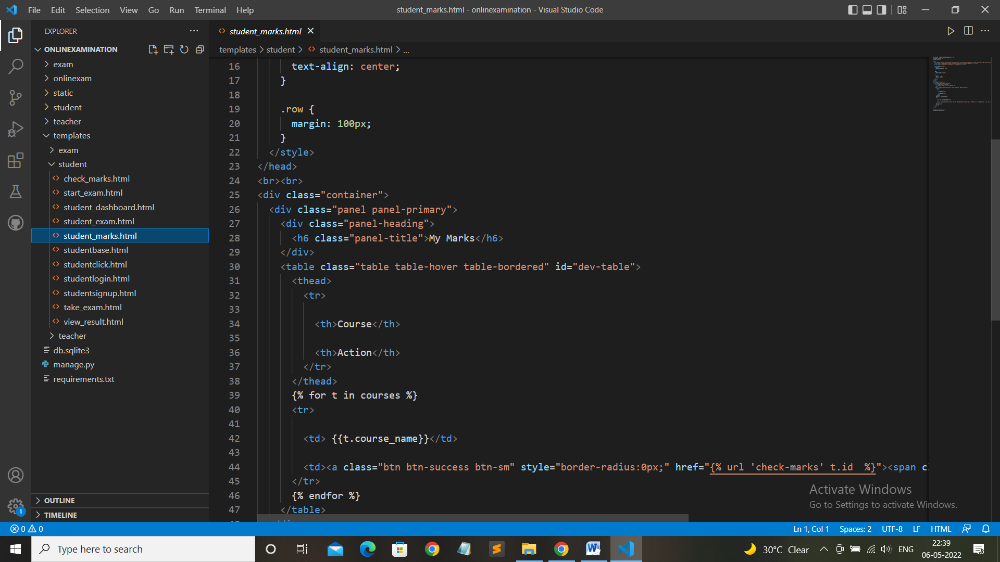 File Edit Selection View Go Run Terminal Help
student_marks.html - onlinexamination - Visual Studio Code
EXPLORER
ONLINEXAMINATION
exam
onlinexam
static
student
teacher
templates
exam
student
check_marks.html
start_exam.html
student_dashboard.html
student_exam.html
student_marks.html
studentbase.html
studentclick.html
studentlogin.html
studentsignup.html
take_exam.html
view_result.html
teacher
db.sqlite3
manage.py
requirements.txt
OUTLINE
TIMELINE
student_marks.html
templates > student > student_marks.html > ...
16 text-align: center;
17 }
18
19 .row {
20 margin: 100px;
21 }
22 </style>
23 </head>
24 <br><br>
25 <div class="container">
26 <div class="panel panel-primary">
27 <div class="panel-heading">
28 <h6 class="panel-title">My Marks</h6>
29 </div>
30 <table class="table table-hover table-bordered" id="dev-table">
31 <thead>
32 <tr>
33
34 <th>Course</th>
35
36 <th>Action</th>
37 </tr>
38 </thead>
39 {% for t in courses %}
40 <tr>
41
42 <td> {{t.course_name}}</td>
43
44 <td><a class="btn btn-success btn-sm" style="border-radius:0px;" href="{% url 'check-marks' t.id  %}"><span c
45 </tr>
46 {% endfor %}
47 </table>
Activate Windows
Go to Settings to activate Windows.
1
0 0
Ln 1, Col 1 Spaces: 2 UTF-8 LF HTML
Type here to search
30°C Clear
ENG
22:39
06-05-2022